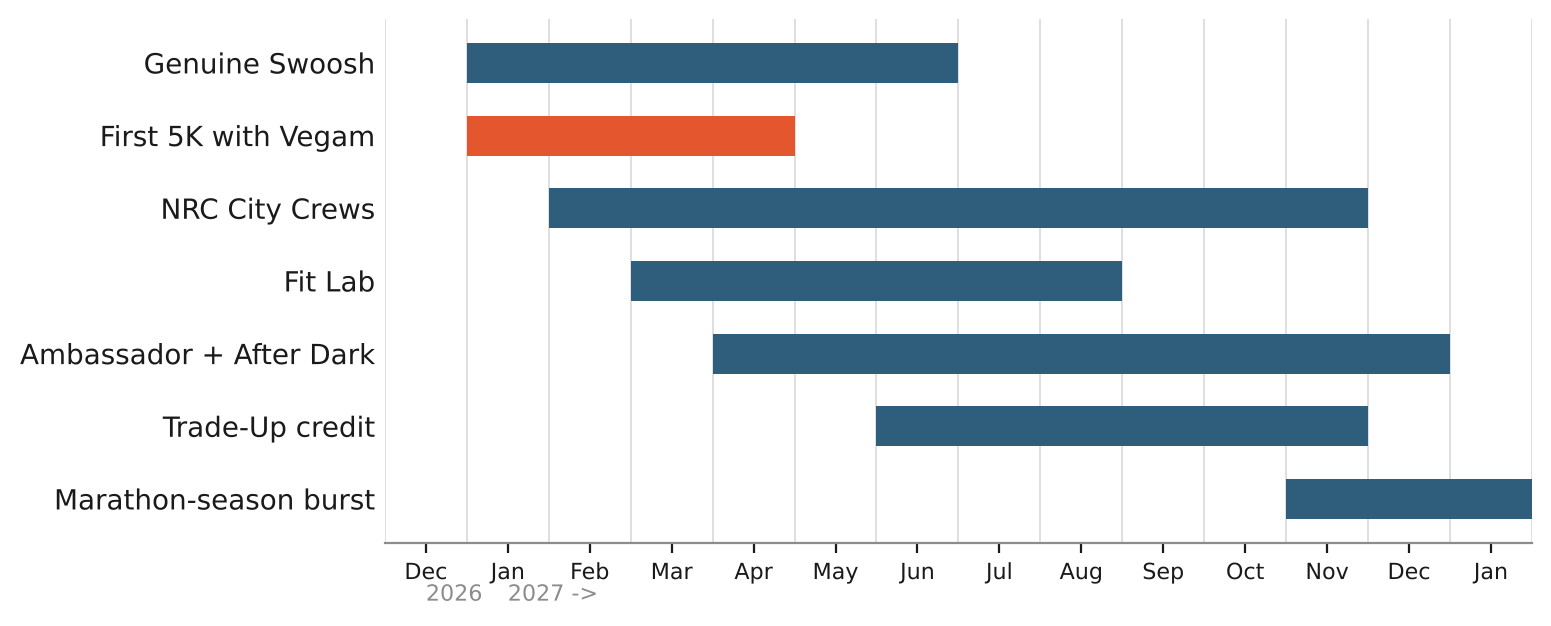 Genuine Swoosh
First 5K with Vegam
NRC City Crews
Fit Lab
Ambassador + After Dark
Trade-Up credit
Marathon-season burst
Dec Jan Feb Mar Apr May Jun Jul Aug Sep Oct Nov Dec Jan
2026 2027 ->